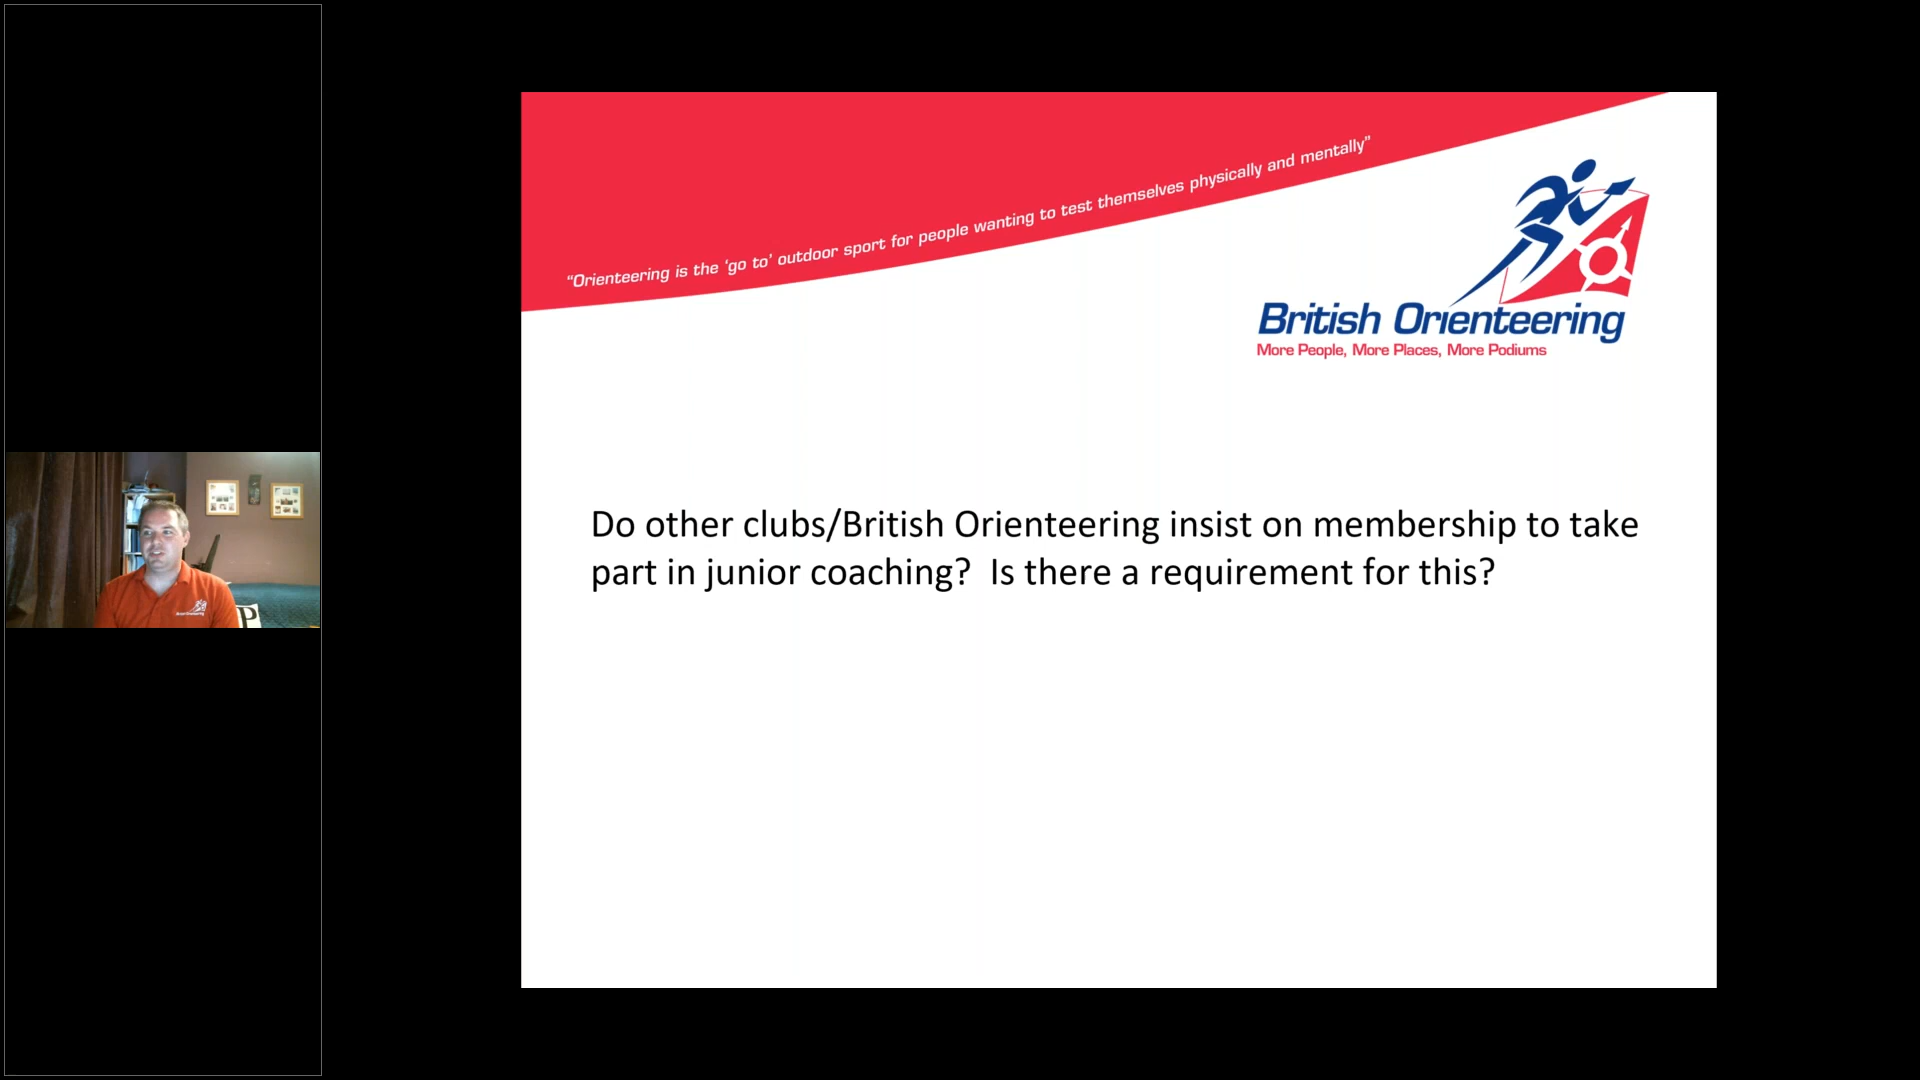 “Orienteering is the ‘go to’ outdoor sport for people wanting to test themselves physically and mentally”
British Orienteering
More People, More Places, More Podiums
Do other clubs/British Orienteering insist on membership to take
part in junior coaching?  Is there a requirement for this?
P